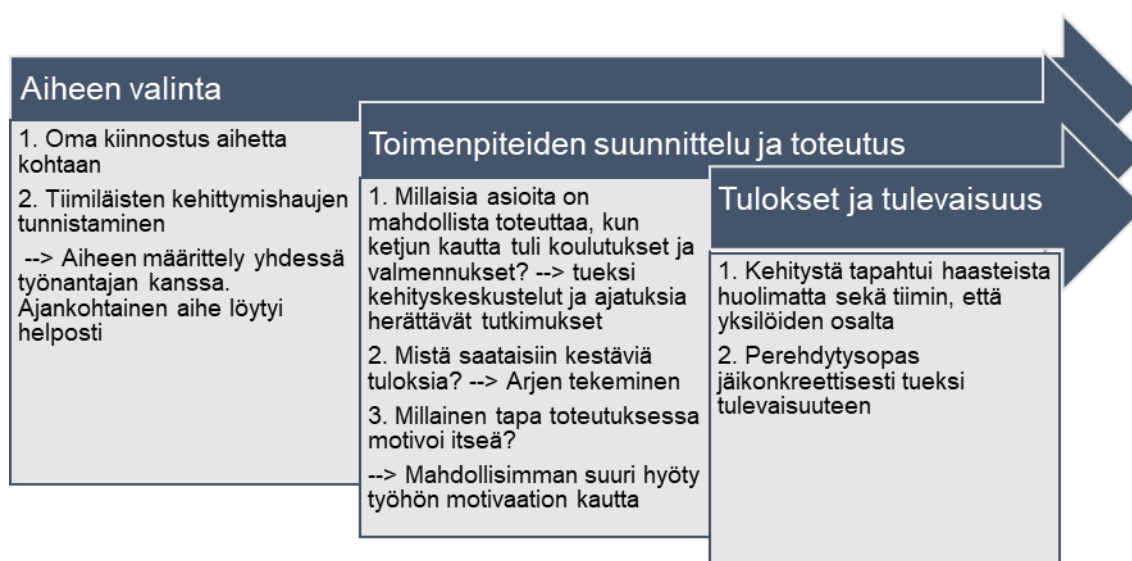 Aiheen valinta
1. Oma kiinnostus aihetta
kohtaan
2. Tiimiläisten kehittymishaujen
tunnistaminen
--> Aiheen määrittely yhdessä
työnantajan kanssa.
Ajankohtainen aihe löytyi
helposti
Toimenpiteiden suunnittelu ja toteutus
1. Millaisia asioita on
mahdollista toteuttaa, kun
ketjun kautta tuli koulutukset ja
valmennukset? --> tueksi
kehityskeskustelut ja ajatuksia
herättävät tutkimukset
2. Mistä saataisiin kestäviä
tuloksia? --> Arjen tekeminen
3. Millainen tapa toteutuksessa
motivoi itseä?
--> Mahdollisimman suuri hyöty
työhön motivaation kautta
Tulokset ja tulevaisuus
1. Kehitystä tapahtui haasteista
huolimatta sekä tiimin, että
yksilöiden osalta
2. Perehdytysopas
jäikonkreettisesti tueksi
tulevaisuuteen